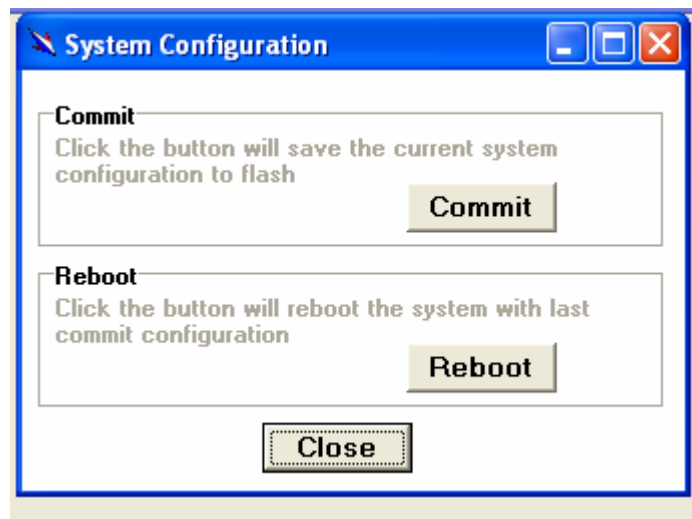 System Configuration
Commit
Click the button will save the current system
configuration to flash
Commit
Reboot
Click the button will reboot the system with last
commit configuration
Reboot
Close